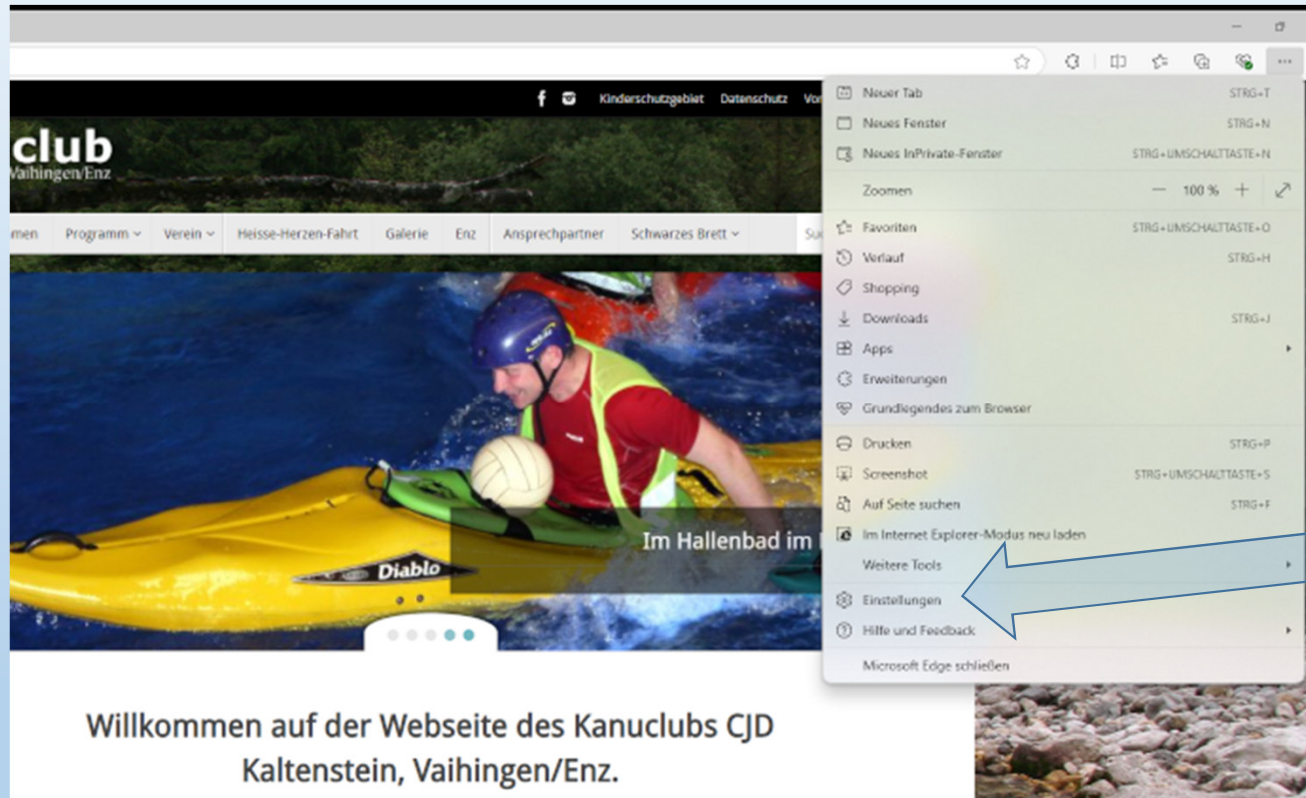 Kinderschutzgebiet Datenschutz
club
Vaihingen/Enz
Programm Verein Heisse-Herzen-Fahrt Galerie Enz Ansprechpartner Schwarzes Brett
Diablo
Im Hallenbad im
Willkommen auf der Webseite des Kanuclubs CJD
Kaltenstein, Vaihingen/Enz.
Neuer Tab STRG+T
Neues Fenster STRG+N
Neues InPrivate-Fenster STRG+UMSCHALTTASTE+N
Zoomen — 100 % +
Favoriten STRG+UMSCHALTTASTE+O
Verlauf STRG+H
Shopping
Downloads STRG+J
Apps
Erweiterungen
Grundlegendes zum Browser
Drucken STRG+P
Screenshot STRG+UMSCHALTTASTE+S
Auf Seite suchen STRG+F
Im Internet Explorer-Modus neu laden
Weitere Tools
Einstellungen
Hilfe und Feedback
Microsoft Edge schließen